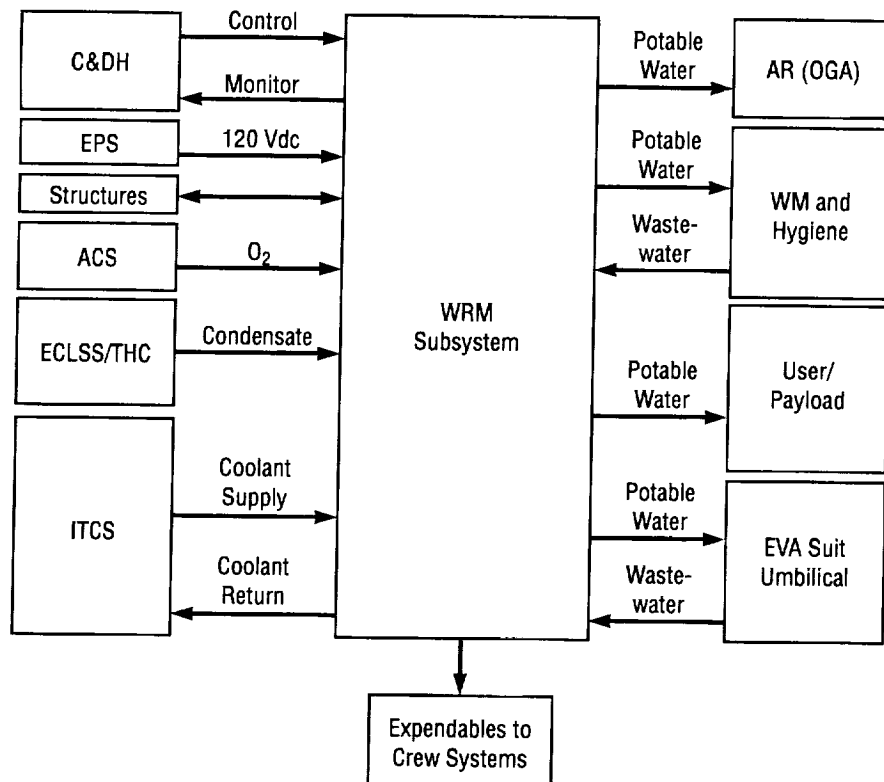 C&DH
Control
Monitor
EPS
120 Vdc
Structures
ACS
O2
ECLSS/THC
Condensate
ITCS
Coolant
Supply
Coolant
Return
WRM
Subsystem
Potable
Water
AR (OGA)
Potable
Water
Waste-
water
WM and
Hygiene
Potable
Water
User/
Payload
Potable
Water
Waste-
water
EVA Suit
Umbilical
Expendables to
Crew Systems